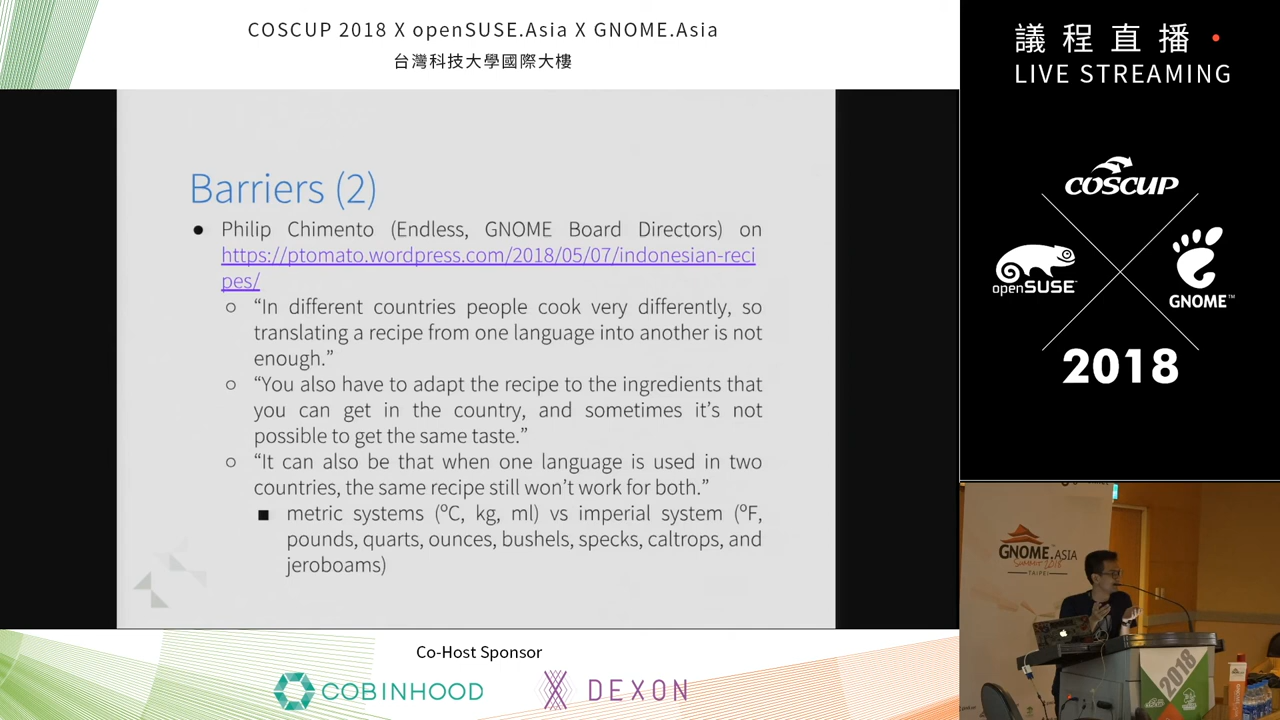 COSCUP 2018 X openSUSE.Asia X GNOME.Asia
台灣科技大學國際大樓
議程直播
LIVE STREAMING
Barriers (2)
● Philip Chimento (Endless, GNOME Board Directors) on
https://ptomato.wordpress.com/2018/05/07/indonesian-reci
pes/
○ “In different countries people cook very differently, so
translating a recipe from one language into another is not
enough.”
○ “You also have to adapt the recipe to the ingredients that
you can get in the country, and sometimes it’s not
possible to get the same taste.”
○ “It can also be that when one language is used in two
countries, the same recipe still won’t work for both.”
■ metric systems (ºC, kg, ml) vs imperial system (ºF,
pounds, quarts, ounces, bushels, specks, caltrops, and
jeroboams)
COSCUP
openSUSE
GNOME™
2018
GNOME.ASIA
SUMMIT 2018
TAIPEI
2018
Co-Host Sponsor
COBINHOOD
DEXON